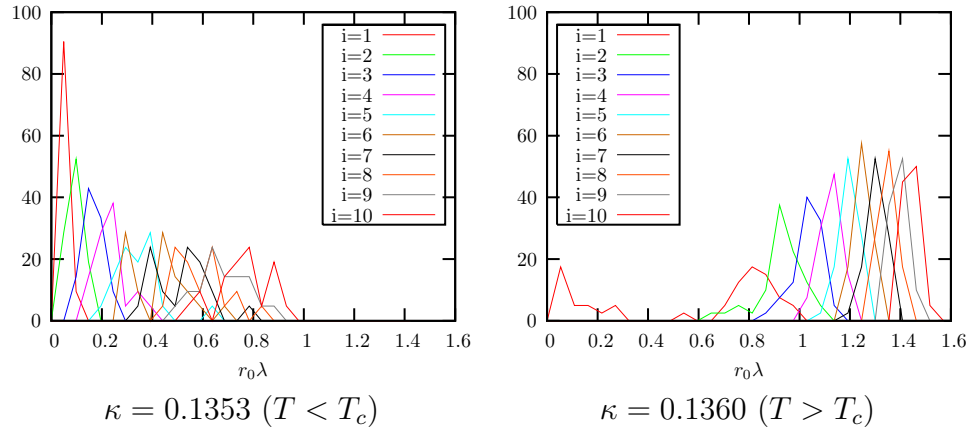 100
80
60
40
20
0
0 0.2 0.4 0.6 0.8 1 1.2 1.4 1.6
r₀λ
i=1
i=2
i=3
i=4
i=5
i=6
i=7
i=8
i=9
i=10
κ = 0.1353 (T < T_c)
100
80
60
40
20
0
0 0.2 0.4 0.6 0.8 1 1.2 1.4 1.6
r₀λ
i=1
i=2
i=3
i=4
i=5
i=6
i=7
i=8
i=9
i=10
κ = 0.1360 (T > T_c)